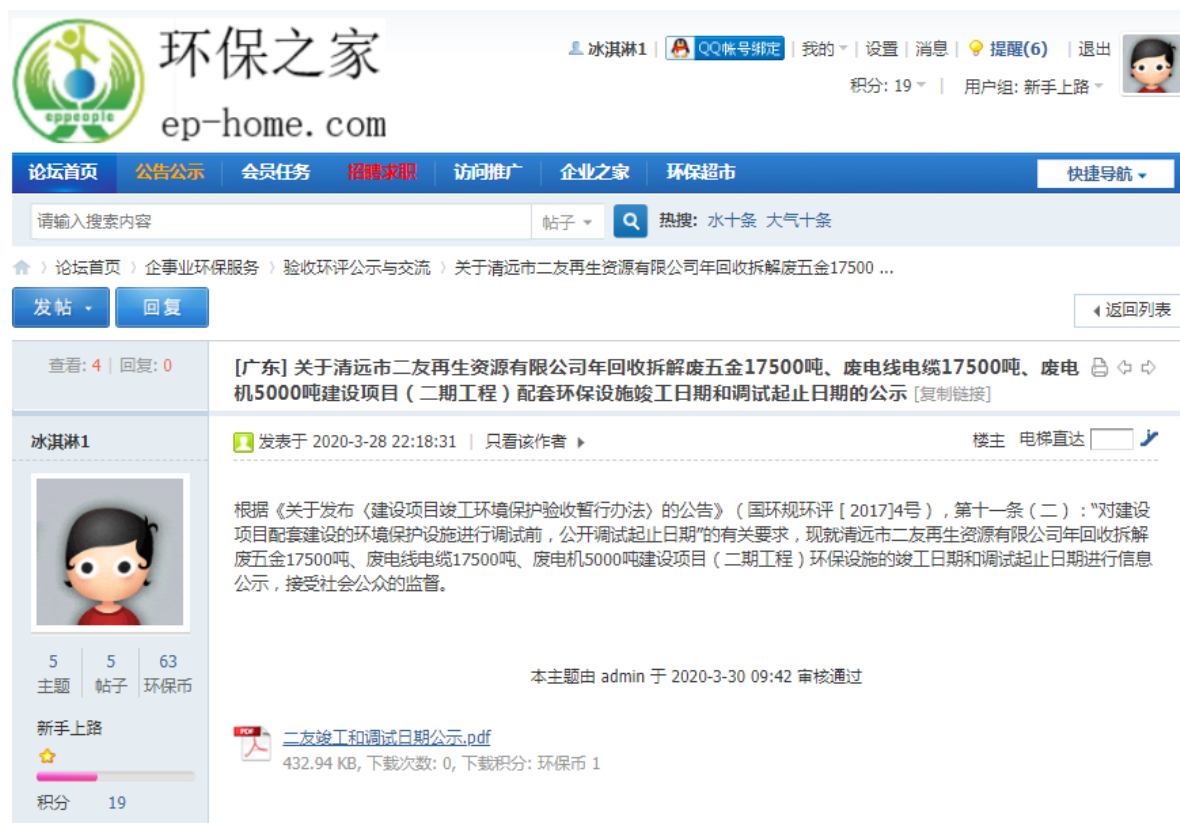 环保之家
eppeople
ep-home.com
冰淇淋1 | QQ帐号绑定 | 我的 | 设置 | 消息 | 提醒(6) | 退出
积分: 19 | 用户组: 新手上路
论坛首页 公告公示 会员任务 招聘求职 访问推广 企业之家 环保超市 快捷导航
请输入搜索内容 帖子 热搜: 水十条 大气十条
〉论坛首页 〉企事业环保服务 〉验收环评公示与交流 〉关于清远市二友再生资源有限公司年回收拆解废五金17500 ...
发帖 回复 返回列表
查看: 4 | 回复: 0
[广东] 关于清远市二友再生资源有限公司年回收拆解废五金17500吨、废电线电缆17500吨、废电
机5000吨建设项目（二期工程）配套环保设施竣工日期和调试起止日期的公示 [复制链接]
冰淇淋1
发表于 2020-3-28 22:18:31 | 只看该作者 楼主 电梯直达
根据《关于发布〈建设项目竣工环境保护验收暂行办法〉的公告》（国环规环评 [ 2017]4号），第十一条（二）：“对建设
项目配套建设的环境保护设施进行调试前，公开调试起止日期”的有关要求，现就清远市二友再生资源有限公司年回收拆解
废五金17500吨、废电线电缆17500吨、废电机5000吨建设项目（二期工程）环保设施的竣工日期和调试起止日期进行信息
公示，接受社会公众的监督。
5 5 63
主题 帖子 环保币
本主题由 admin 于 2020-3-30 09:42 审核通过
新手上路
PDF
二友竣工和调试日期公示.pdf
432.94 KB, 下载次数: 0, 下载积分: 环保币 1
积分 19